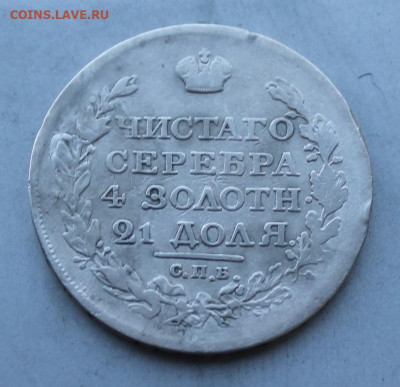 COINS.LAVE.RU
ЧИСТАГО
СЕРЕБРА
4 ЗОЛОТН.
21 ДОЛЯ.
С.П.Б.